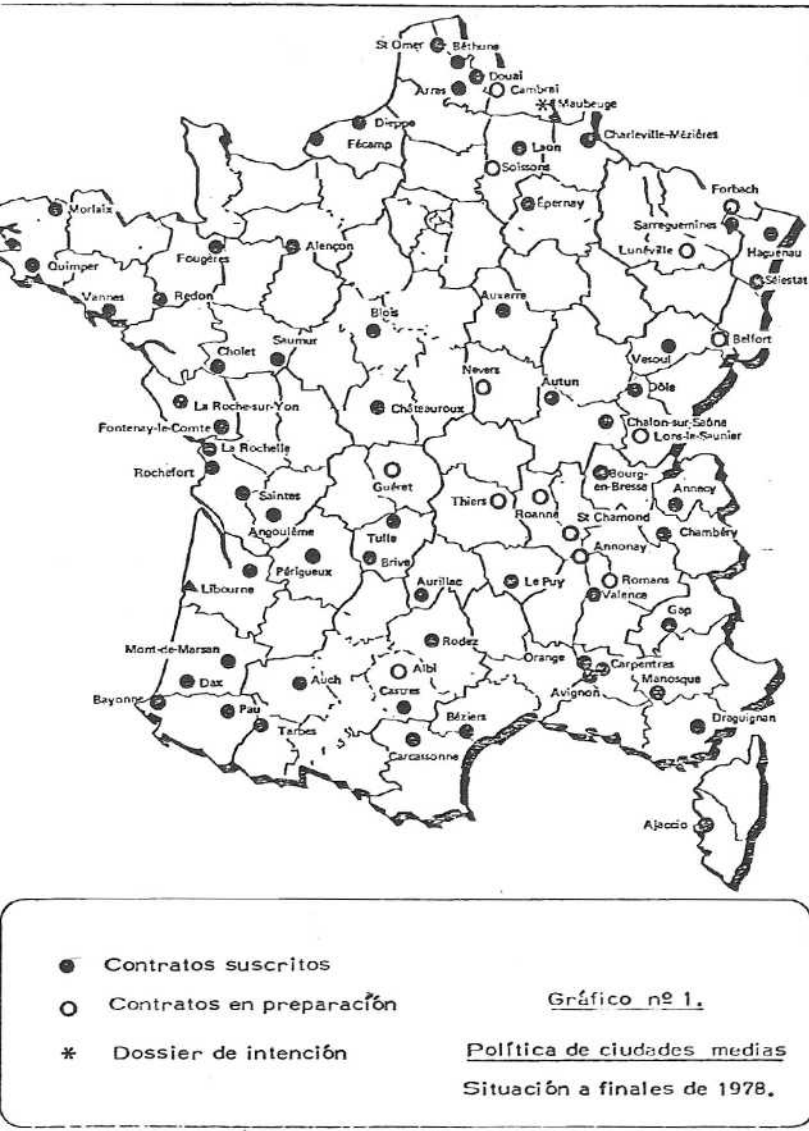 St Omer
Béthune
Douai
Arras
Cambrai
Maubeuge
Dieppe
Fécamp
Laon
Charleville-Mézières
Soissons
Forbach
Morlaix
Épernay
Sarreguemines
Haguenau
Fougères
Alençon
Lunéville
Quimper
Sélestat
Vannes
Redon
Auxerre
Blois
Saumur
Belfort
Cholet
Vesoul
Nevers
Autun
Dôle
La Roche-sur-Yon
Châteauroux
Fontenay-le-Comte
Chalon-sur-Saône
Lons-le-Saunier
La Rochelle
Rochefort
Bourg-
en-Bresse
Guéret
Annecy
Saintes
Thiers
Roanne
St Chamond
Angoulême
Tulle
Chambéry
Annonay
Périgueux
Brive
Libourne
Aurillac
Le Puy
Romans
Valence
Gap
Rodez
Mont-de-Marsan
Orange
Carpentras
Albi
Dax
Auch
Avignon
Manosque
Castres
Bayonne
Pau
Béziers
Draguignan
Tarbes
Carcassonne
Ajaccio
Contratos suscritos
Contratos en preparación
Gráfico nº 1.
* Dossier de intención
Política de ciudades medias
Situación a finales de 1978.